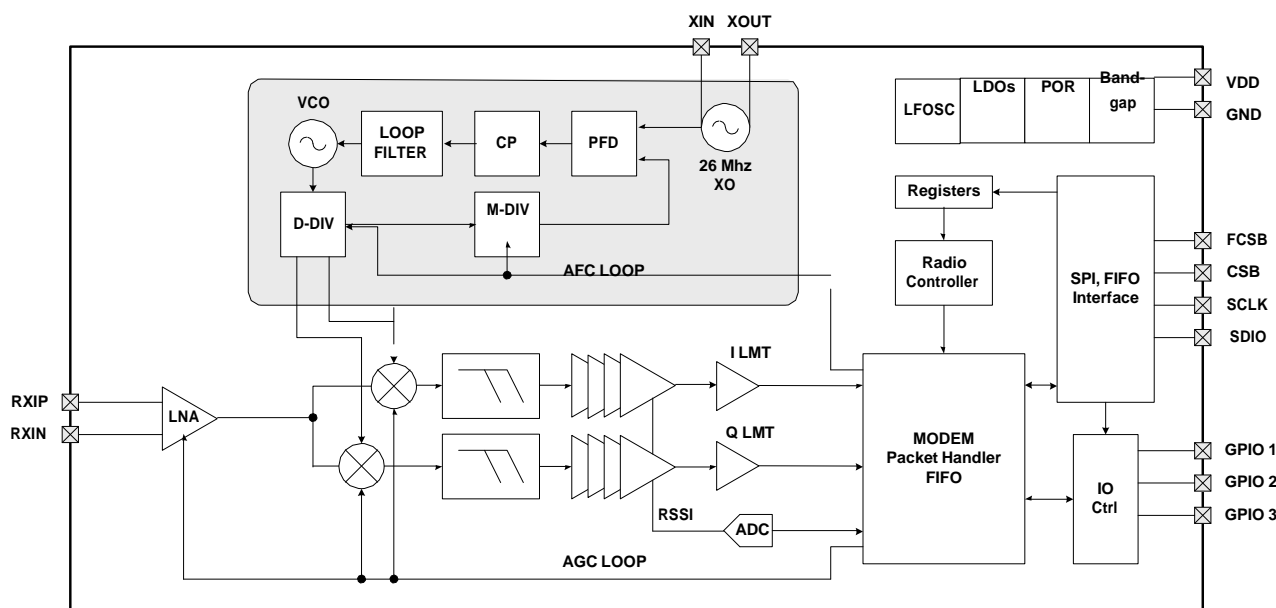 XIN XOUT
VCO
LOOP
FILTER
CP
PFD
26 Mhz
XO
D-DIV
M-DIV
AFC LOOP
LFOSC
LDOs
POR
Band-
gap
VDD
GND
Registers
Radio
Controller
SPI, FIFO
Interface
FCSB
CSB
SCLK
SDIO
RXIP
RXIN
LNA
I LMT
Q LMT
RSSI
ADC
AGC LOOP
MODEM
Packet Handler
FIFO
IO
Ctrl
GPIO 1
GPIO 2
GPIO 3